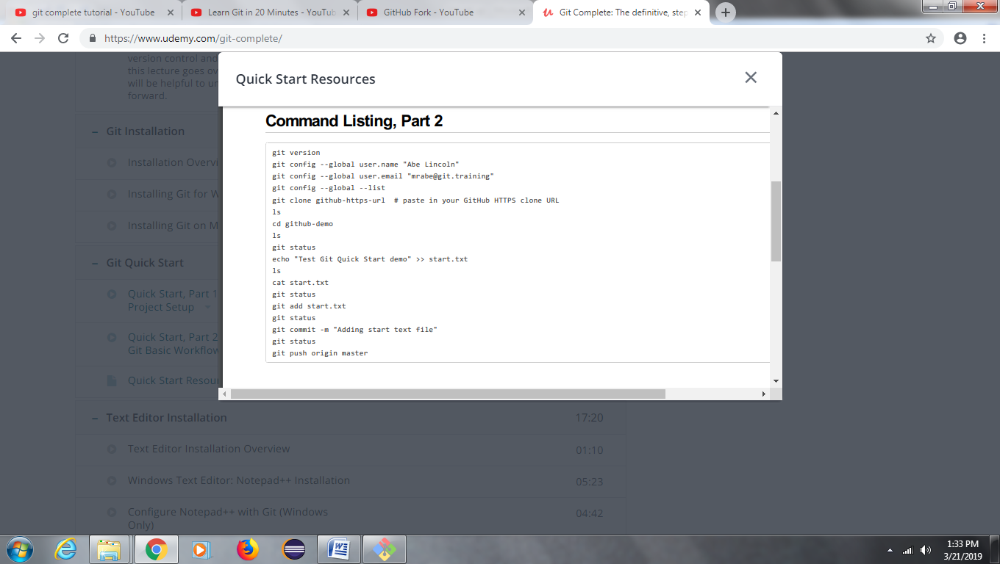 git complete tutorial - YouTube
Learn Git in 20 Minutes - YouTub
GitHub Fork - YouTube
Git Complete: The definitive, step
https://www.udemy.com/git-complete/
version control and
this lecture goes ov
will be helpful to un
forward.
– Git Installation
Installation Overvi
Installing Git for W
Installing Git on M
– Git Quick Start
Quick Start, Part 1
Project Setup
Quick Start, Part 2
Git Basic Workflow
Quick Start Resour
Quick Start Resources
Command Listing, Part 2
git version
git config --global user.name "Abe Lincoln"
git config --global user.email "mrabe@git.training"
git config --global --list
git clone github-https-url  # paste in your GitHub HTTPS clone URL
ls
cd github-demo
ls
git status
echo "Test Git Quick Start demo" >> start.txt
ls
cat start.txt
git status
git add start.txt
git status
git commit -m "Adding start text file"
git status
git push origin master
– Text Editor Installation 17:20
Text Editor Installation Overview 01:10
Windows Text Editor: Notepad++ Installation 05:23
Configure Notepad++ with Git (Windows 04:42
Only)
1:33 PM
3/21/2019